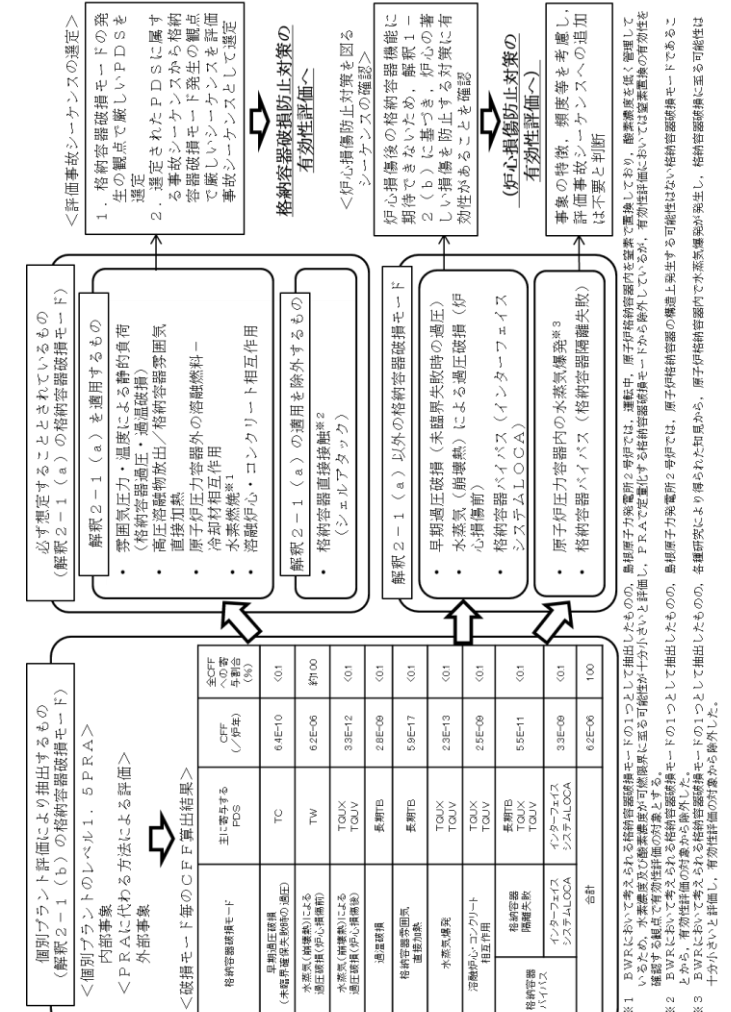 個別プラント評価により抽出するもの
(解釈2-1(b)の格納容器破損モード)
<個別プラントのレベル1.5PRA>
内部事象
<PRAに代わる方法による評価>
外部事象
<破損モード毎のCFF算出結果>
格納容器破損モード 主に寄与するPDS CFF(/炉年) 全CFFへの寄与割合(%)
早期過圧破損(未臨界確保失敗時の過圧) TC 6.4E-10 <0.1
水蒸気(崩壊熱)による過圧破損(炉心損傷前) TW 6.2E-06 約100
水蒸気(崩壊熱)による過圧破損(炉心損傷後) TQUX TQUV 3.3E-12 <0.1
過温破損 長期TB 2.8E-09 <0.1
格納容器雰囲気直接加熱 長期TB 5.9E-17 <0.1
水蒸気爆発 TQUX TQUV 2.3E-13 <0.1
溶融炉心・コンクリート相互作用 TQUX TQUV 2.5E-09 <0.1
格納容器バイパス 格納容器隔離失敗 長期TB TQUX TQUV 5.5E-11 <0.1
インターフェイスシステムLOCA インターフェイスシステムLOCA 3.3E-09 <0.1
合計 6.2E-06 100
必ず想定することとされているもの
(解釈2-1(a)の格納容器破損モード)
解釈2-1(a)を適用するもの
・ 雰囲気圧力・温度による静的負荷
(格納容器過圧・過温破損)
・ 高圧溶融物放出/格納容器雰囲気
直接加熱
・ 原子炉圧力容器外の溶融燃料-
冷却材相互作用
・ 水素燃焼※1
・ 溶融炉心・コンクリート相互作用
解釈2-1(a)の適用を除外するもの
・ 格納容器直接接触※2
(シェルアタック)
解釈2-1(a)以外の格納容器破損モード
・ 早期過圧破損(未臨界失敗時の過圧)
・ 水蒸気(崩壊熱)による過圧破損(炉
心損傷前)
・ 格納容器バイパス(インターフェイス
システムLOCA)
・ 原子炉圧力容器内の水蒸気爆発※3
・ 格納容器バイパス(格納容器隔離失敗)
<評価事故シーケンスの選定>
1.格納容器破損モードの発
生の観点で厳しいPDSを
選定
2.選定されたPDSに属す
る事故シーケンスから格納
容器破損モード発生の観点
で厳しいシーケンスを評価
事故シーケンスとして選定
格納容器破損防止対策の
有効性評価へ
<炉心損傷防止対策を図る
シーケンスの確認>
炉心損傷後の格納容器機能に
期待できないため,解釈1-
2(b)に基づき,炉心の著
しい損傷を防止する対策に有
効性があることを確認
(炉心損傷防止対策の
有効性評価へ)
事象の特徴,頻度等を考慮し,
評価事故シーケンスへの追加
は不要と判断
※1 BWRにおいて考えられる格納容器破損モードの1つとして抽出したものの,島根原子力発電所2号炉では,運転中,原子炉格納容器内を窒素で置換しており,酸素濃度を低く管理して
いるため,水素濃度及び酸素濃度が可燃限界に至る可能性が十分小さいと評価し,PRAで定量化する格納容器破損モードから除外しているが,有効性評価においては窒素置換の有効性を
確認する観点で有効性評価の対象とする。
※2 BWRにおいて考えられる格納容器破損モードの1つとして抽出したものの,島根原子力発電所2号炉では,原子炉格納容器の構造上発生する可能性はない格納容器破損モードであるこ
とから,有効性評価の対象から除外した。
※3 BWRにおいて考えられる格納容器破損モードの1つとして抽出したものの,各種研究により得られた知見から,原子炉格納容器内で水蒸気爆発が発生し,格納容器破損に至る可能性は
十分小さいと評価し,有効性評価の対象から除外した。